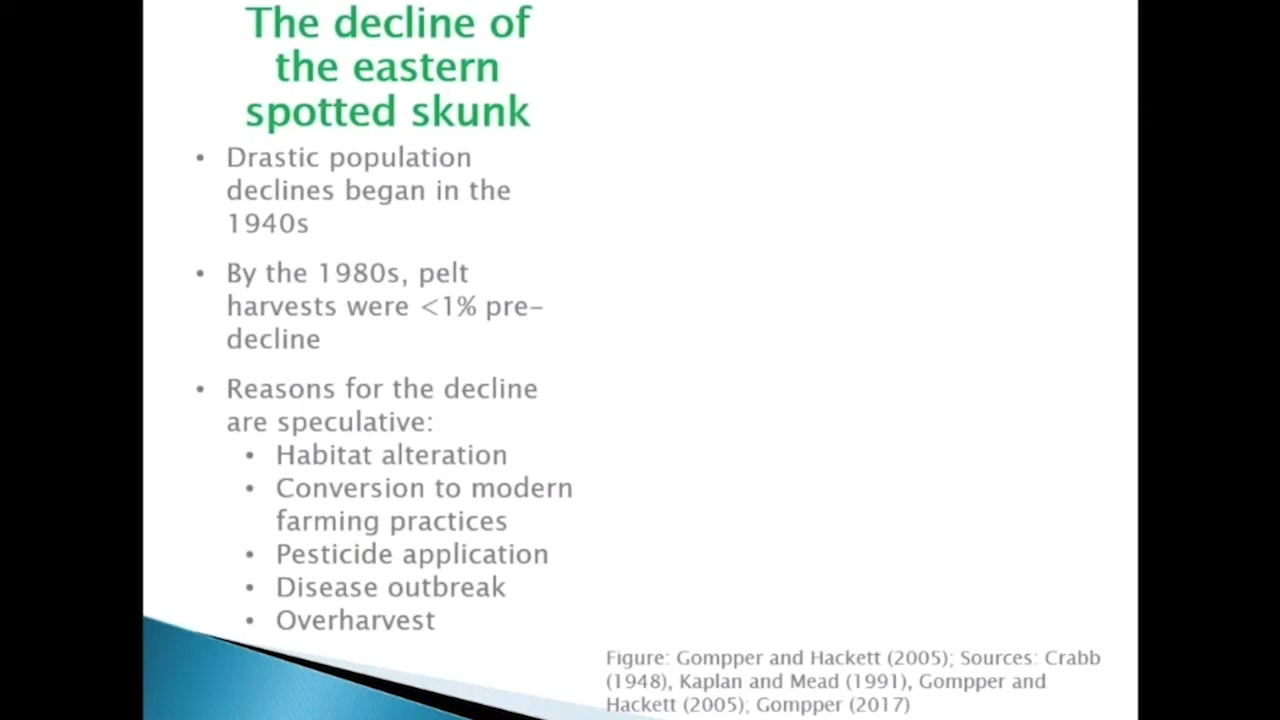 The decline of
the eastern
spotted skunk
• Drastic population
declines began in the
1940s
• By the 1980s, pelt
harvests were <1% pre-
decline
• Reasons for the decline
are speculative:
• Habitat alteration
• Conversion to modern
farming practices
• Pesticide application
• Disease outbreak
• Overharvest
Figure: Gompper and Hackett (2005); Sources: Crabb
(1948), Kaplan and Mead (1991), Gompper and
Hackett (2005); Gompper (2017)